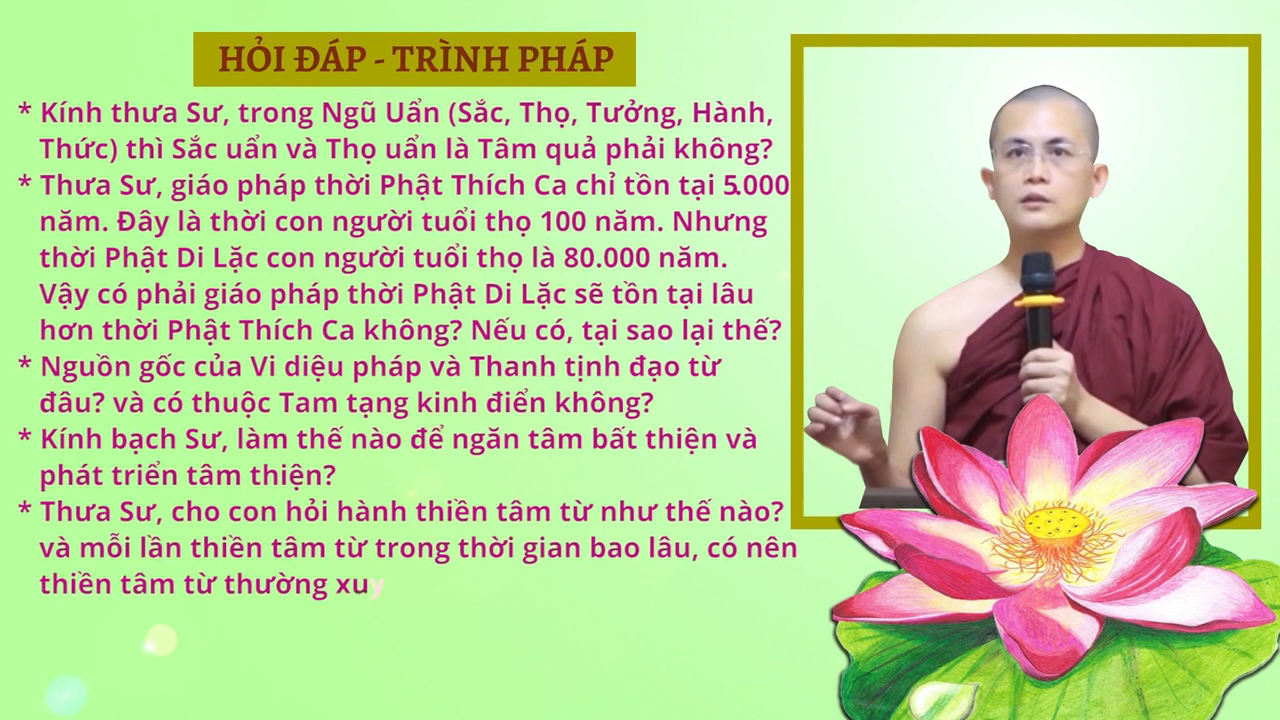 HỎI ĐÁP - TRÌNH PHÁP
* Kính thưa Sư, trong Ngũ Uẩn (Sắc, Thọ, Tưởng, Hành,
Thức) thì Sắc uẩn và Thọ uẩn là Tâm quả phải không?
* Thưa Sư, giáo pháp thời Phật Thích Ca chỉ tồn tại 5.000
năm. Đây là thời con người tuổi thọ 100 năm. Nhưng
thời Phật Di Lặc con người tuổi thọ là 80.000 năm.
Vậy có phải giáo pháp thời Phật Di Lặc sẽ tồn tại lâu
hơn thời Phật Thích Ca không? Nếu có, tại sao lại thế?
* Nguồn gốc của Vi diệu pháp và Thanh tịnh đạo từ
đâu? và có thuộc Tam tạng kinh điển không?
* Kính bạch Sư, làm thế nào để ngăn tâm bất thiện và
phát triển tâm thiện?
* Thưa Sư, cho con hỏi hành thiền tâm từ như thế nào?
và mỗi lần thiền tâm từ trong thời gian bao lâu, có nên
thiền tâm từ thường xuy